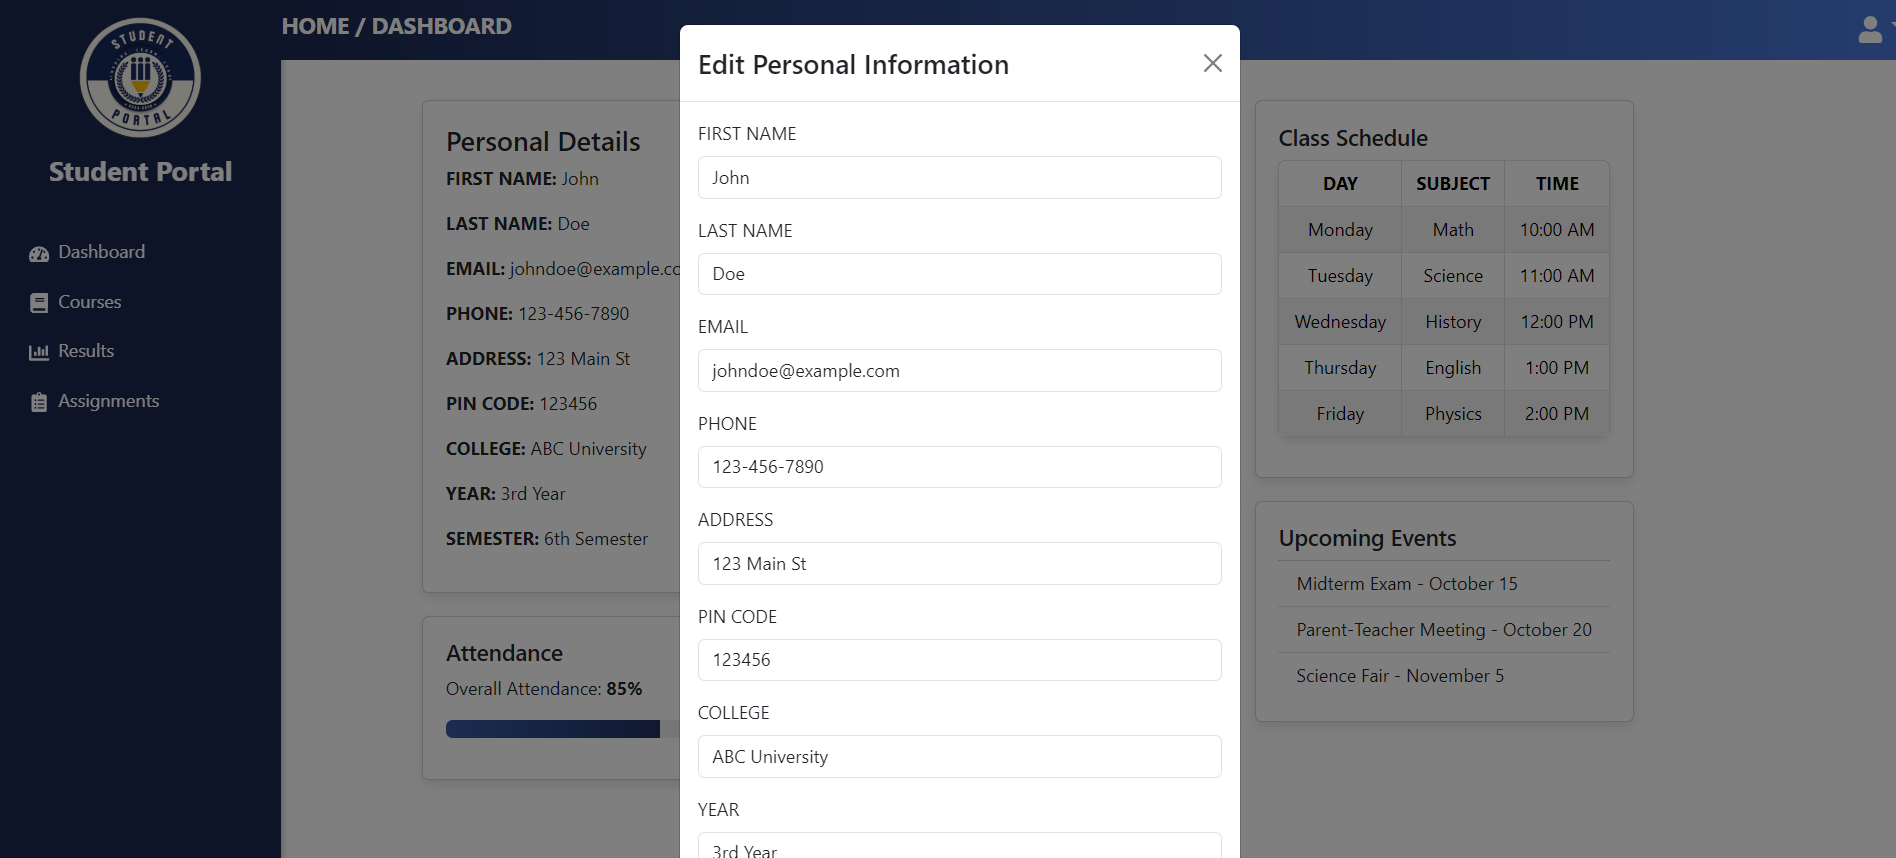 STUDENT
PORTAL
Student Portal
Dashboard
Courses
Results
Assignments
HOME / DASHBOARD
Personal Details
FIRST NAME: John
LAST NAME: Doe
EMAIL: johndoe@example.co
PHONE: 123-456-7890
ADDRESS: 123 Main St
PIN CODE: 123456
COLLEGE: ABC University
YEAR: 3rd Year
SEMESTER: 6th Semester
Attendance
Overall Attendance: 85%
Edit Personal Information
FIRST NAME
John
LAST NAME
Doe
EMAIL
johndoe@example.com
PHONE
123-456-7890
ADDRESS
123 Main St
PIN CODE
123456
COLLEGE
ABC University
YEAR
3rd Year
Class Schedule
DAY SUBJECT TIME
Monday Math 10:00 AM
Tuesday Science 11:00 AM
Wednesday History 12:00 PM
Thursday English 1:00 PM
Friday Physics 2:00 PM
Upcoming Events
Midterm Exam - October 15
Parent-Teacher Meeting - October 20
Science Fair - November 5